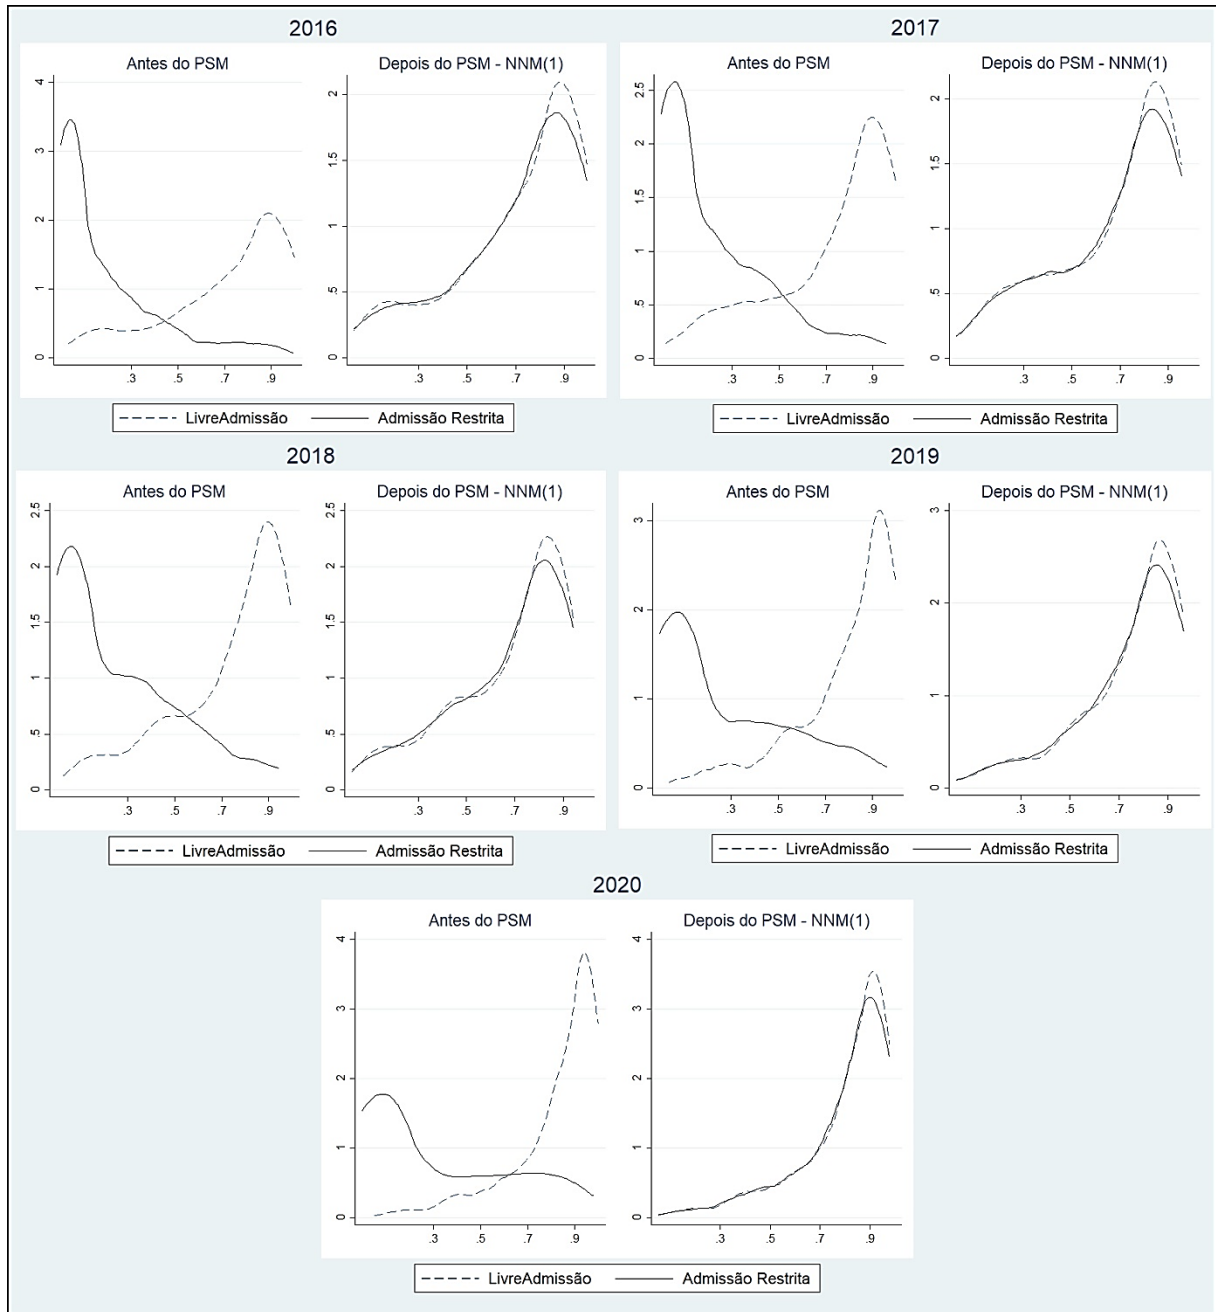 2016
Antes do PSM
Depois do PSM - NNM(1)
4
3
2
1
0
.3 .5 .7 .9
2
1.5
1
.5
0
.3 .5 .7 .9
LivreAdmissão Admissão Restrita
2017
Antes do PSM
Depois do PSM - NNM(1)
2.5
2
1.5
1
.5
0
.3 .5 .7 .9
2
1.5
1
.5
0
.3 .5 .7 .9
LivreAdmissão Admissão Restrita
2018
Antes do PSM
Depois do PSM - NNM(1)
2.5
2
1.5
1
.5
0
.3 .5 .7 .9
2.5
2
1.5
1
.5
0
.3 .5 .7 .9
LivreAdmissão Admissão Restrita
2019
Antes do PSM
Depois do PSM - NNM(1)
3
2
1
0
.3 .5 .7 .9
3
2
1
0
.3 .5 .7 .9
LivreAdmissão Admissão Restrita
2020
Antes do PSM
Depois do PSM - NNM(1)
4
3
2
1
0
.3 .5 .7 .9
4
3
2
1
0
.3 .5 .7 .9
LivreAdmissão Admissão Restrita